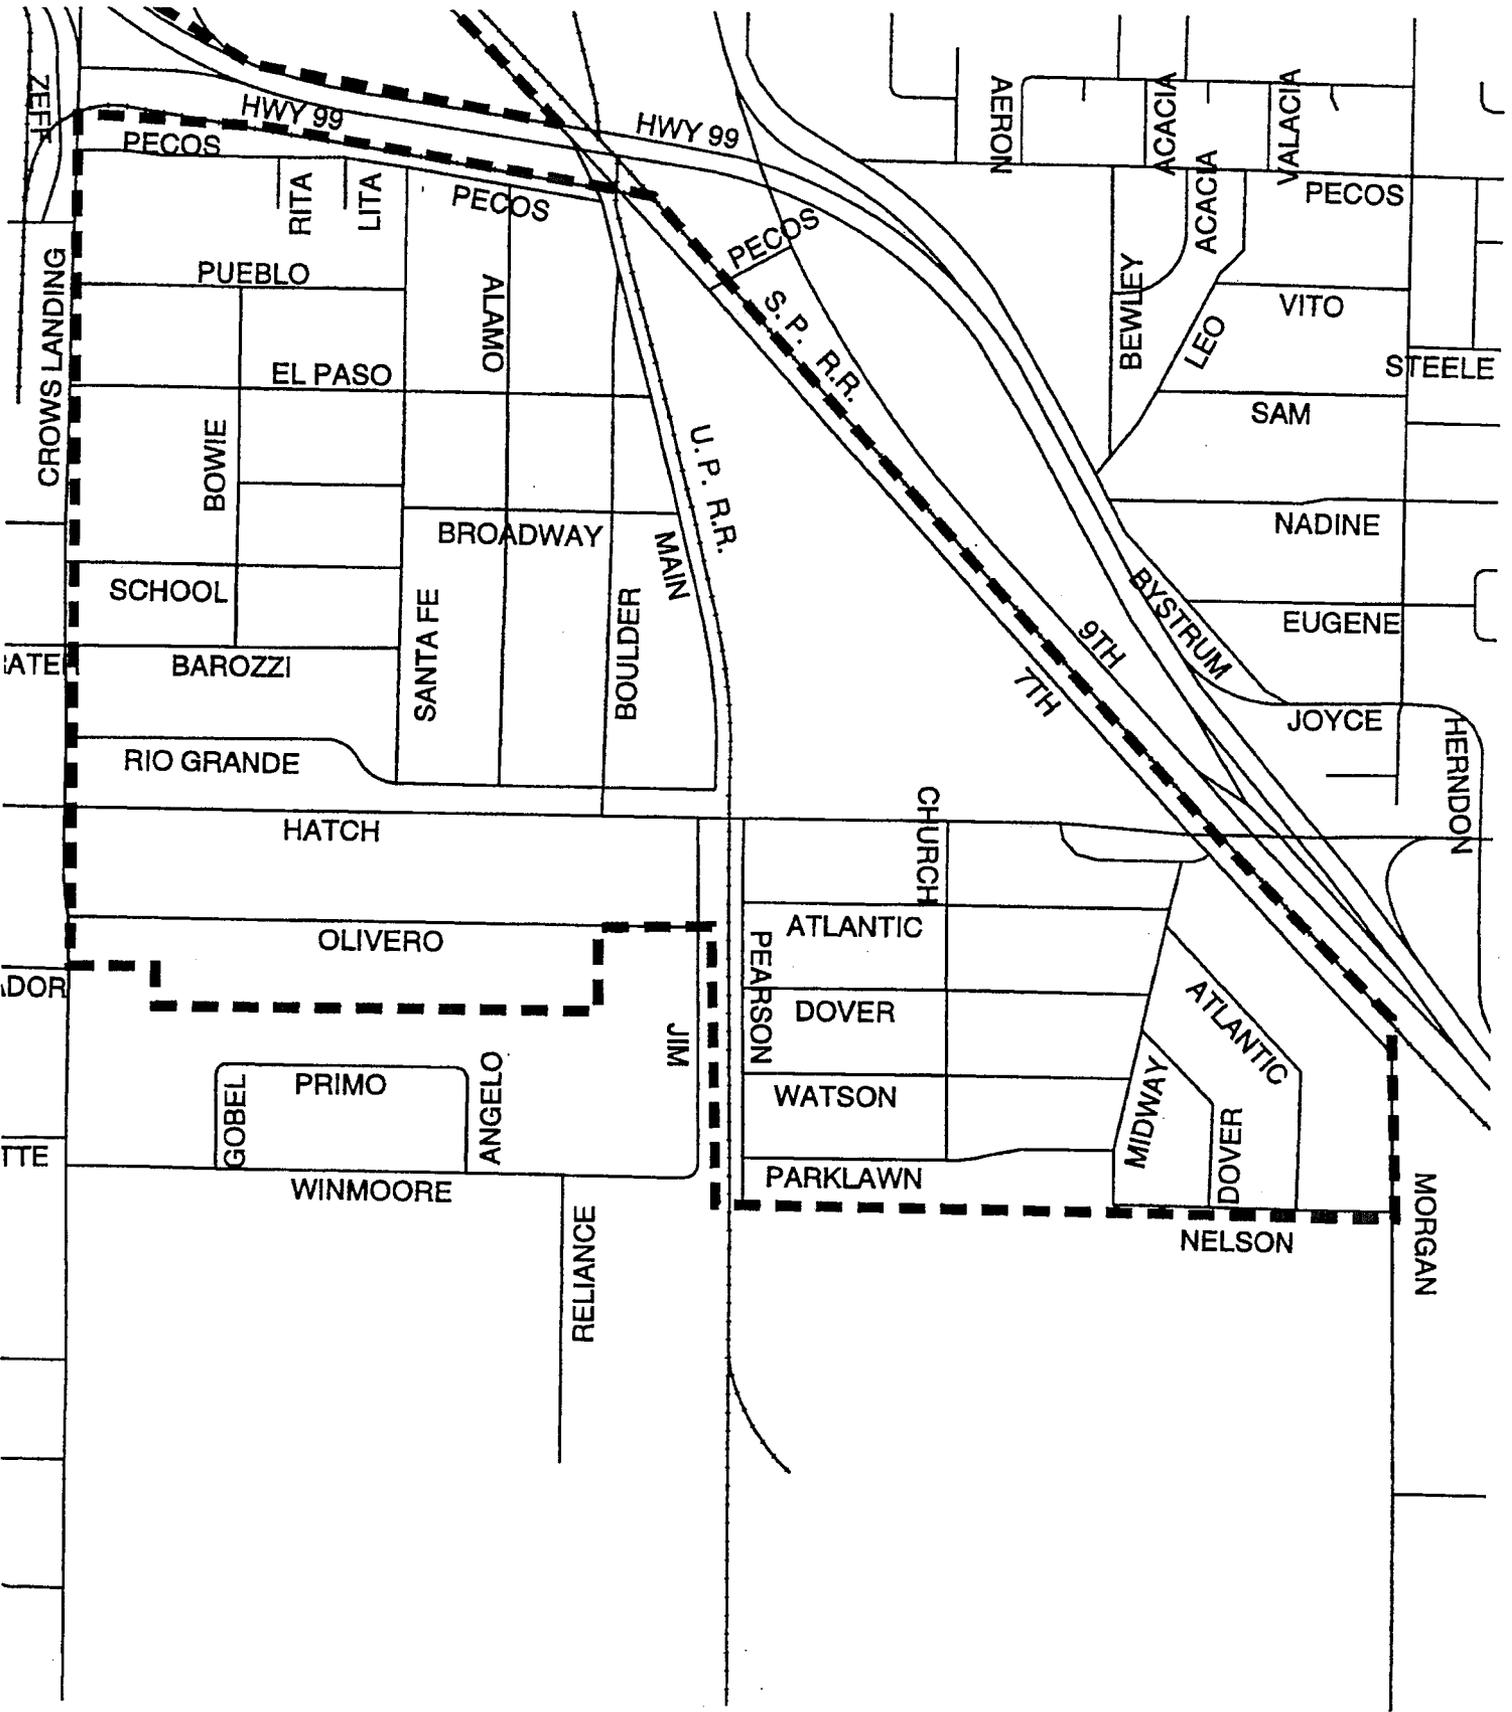 ZEFF
HWY 99
HWY 99
AERON
ACACIA
VALACIA
PECOS
RITA
LITA
PECOS
PECOS
ACACIA
PECOS
CROWS LANDING
PUEBLO
ALAMO
S. P. R.R.
BEWLEY
LEO
VITO
EL PASO
STEELE
BOWIE
U. P. R.R.
SAM
BROADWAY
MAIN
NADINE
SCHOOL
SANTA FE
BOULDER
9TH
BYSTRUM
EUGENE
BAROZZI
7TH
JOYCE
RIO GRANDE
HERNDON
HATCH
CHURCH
OLIVERO
PEARSON
ATLANTIC
ADOR
JIM
DOVER
ATLANTIC
GOBEL
PRIMO
ANGELO
WATSON
MIDWAY
DOVER
TTE
WINMOORE
PARKLAWN
MORGAN
RELIANCE
NELSON